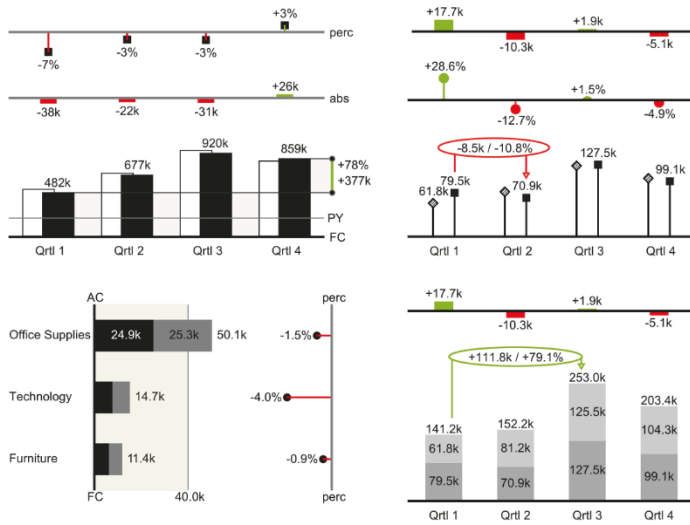 +3%
perc
-7%
-3%
-3%
+26k
abs
-38k
-22k
-31k
482k
677k
920k
859k
+78%
+377k
PY
FC
Qrtl 1
Qrtl 2
Qrtl 3
Qrtl 4
+17.7k
-10.3k
+1.9k
-5.1k
+28.6%
-12.7%
+1.5%
-4.9%
-8.5k / -10.8%
61.8k
79.5k
70.9k
127.5k
99.1k
Qrtl 1
Qrtl 2
Qrtl 3
Qrtl 4
AC
Office Supplies
24.9k
25.3k
50.1k
Technology
14.7k
Furniture
11.4k
FC
40.0k
perc
-1.5%
-4.0%
-0.9%
perc
+17.7k
-10.3k
+1.9k
-5.1k
+111.8k / +79.1%
141.2k
152.2k
253.0k
203.4k
61.8k
81.2k
125.5k
104.3k
79.5k
70.9k
127.5k
99.1k
Qrtl 1
Qrtl 2
Qrtl 3
Qrtl 4